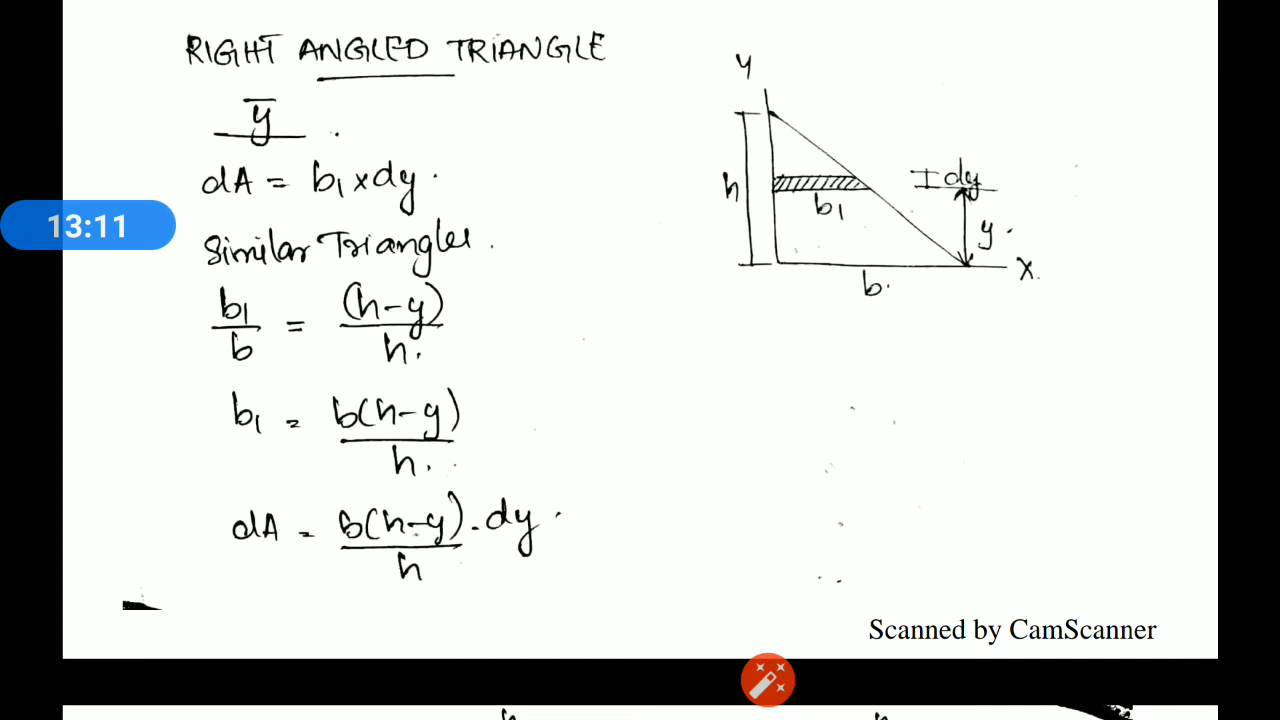 RIGHT ANGLED TRIANGLE
y̅
dA = b₁ x dy.
13:11
Similar Triangles.
b₁/b = (h-y)/h.
b₁ = b(h-y)/h.
dA = b(h-y)/h . dy.
y
h
b₁
I dy
y.
b.
x.
Scanned by CamScanner